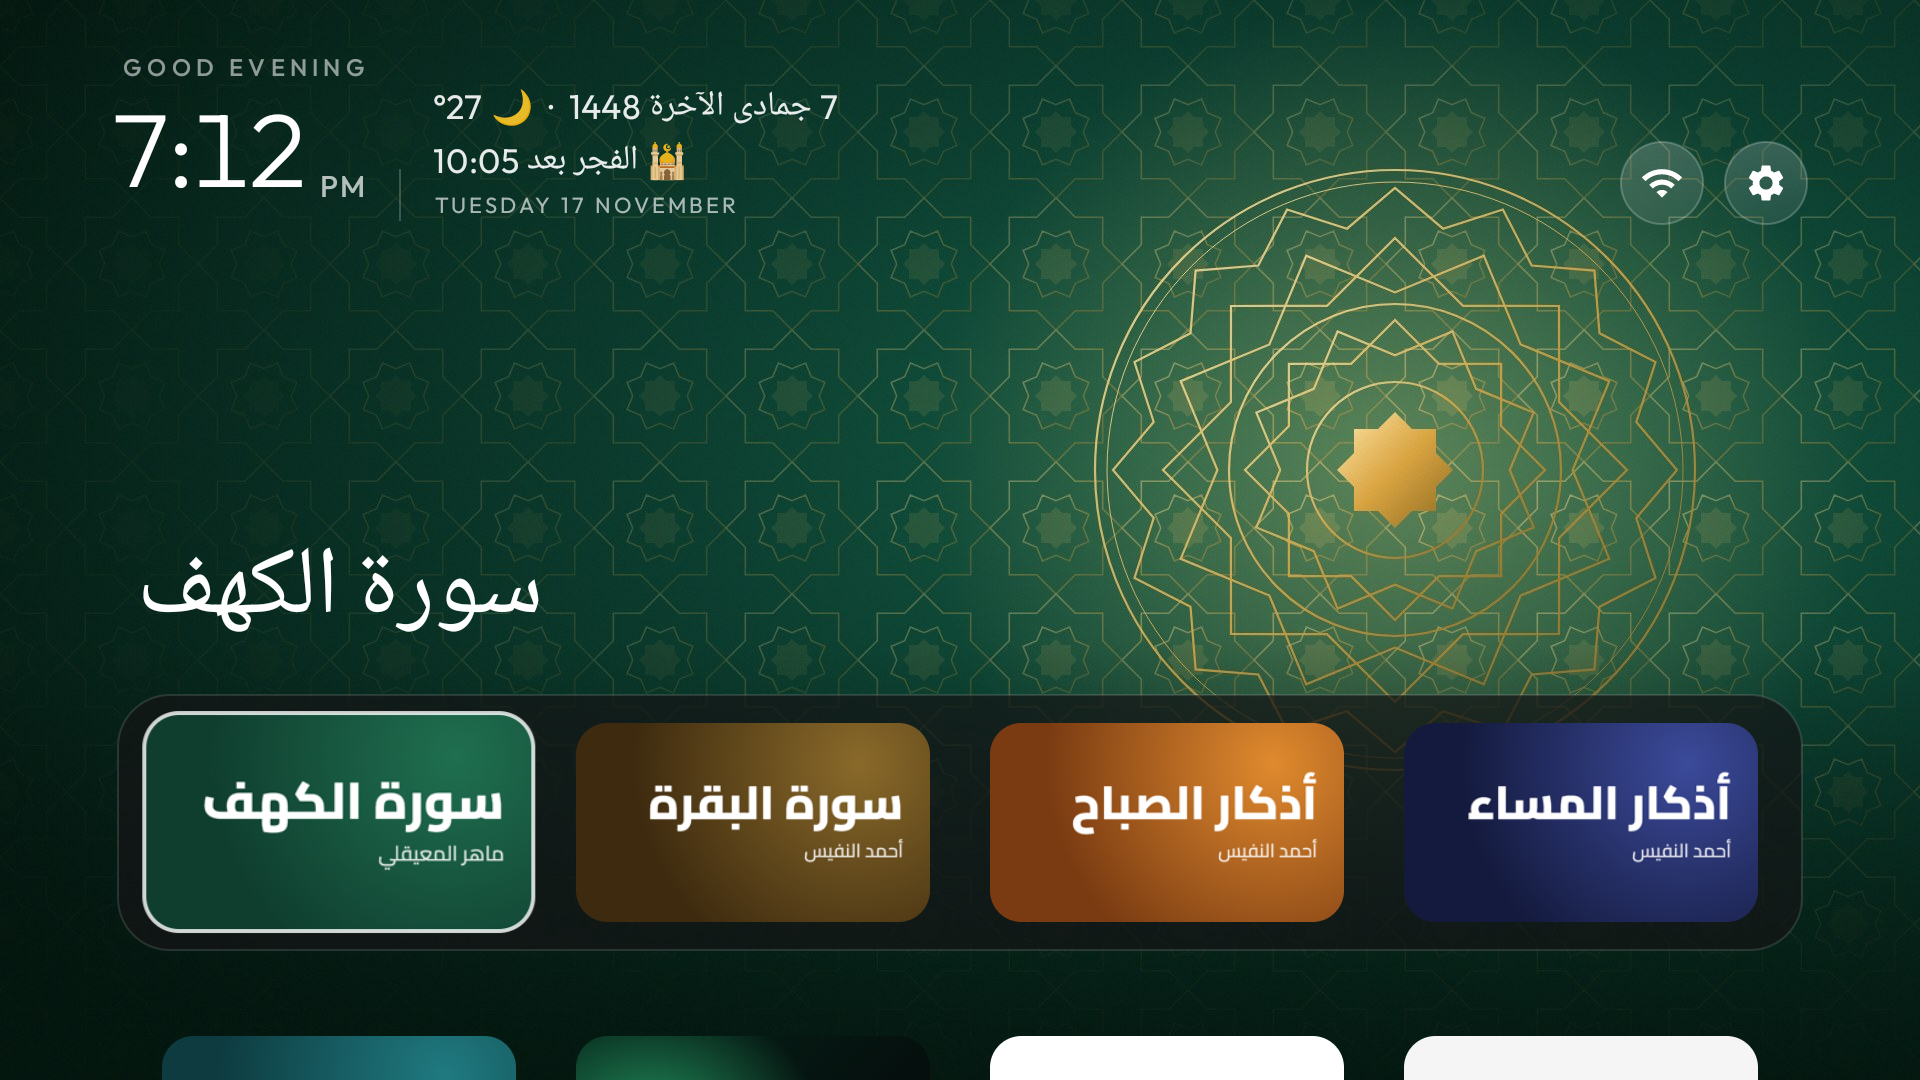 GOOD EVENING
7:12 PM
7 جمادى الآخرة 1448 · 🌙 27°
🕌 الفجر بعد 10:05
TUESDAY 17 NOVEMBER
سورة الكهف
سورة الكهف
ماهر المعيقلي
سورة البقرة
أحمد النفيس
أذكار الصباح
أحمد النفيس
أذكار المساء
أحمد النفيس